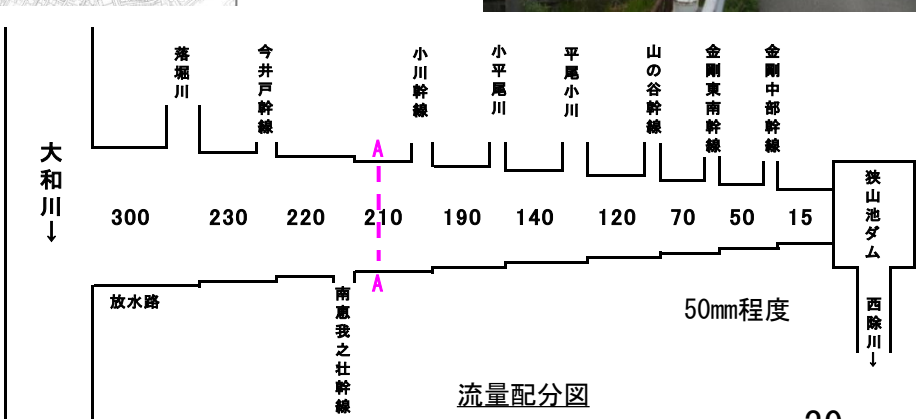 落堀川
今井戸幹線
小川幹線
小平尾川
平尾小川
山の谷幹線
金剛東南幹線
金剛中部幹線
大和川→
A
狭山池ダム
300 230 220 210 190 140 120 70 50 15
A
放水路
南恵我之壮幹線
50mm程度
西除川→
流量配分図